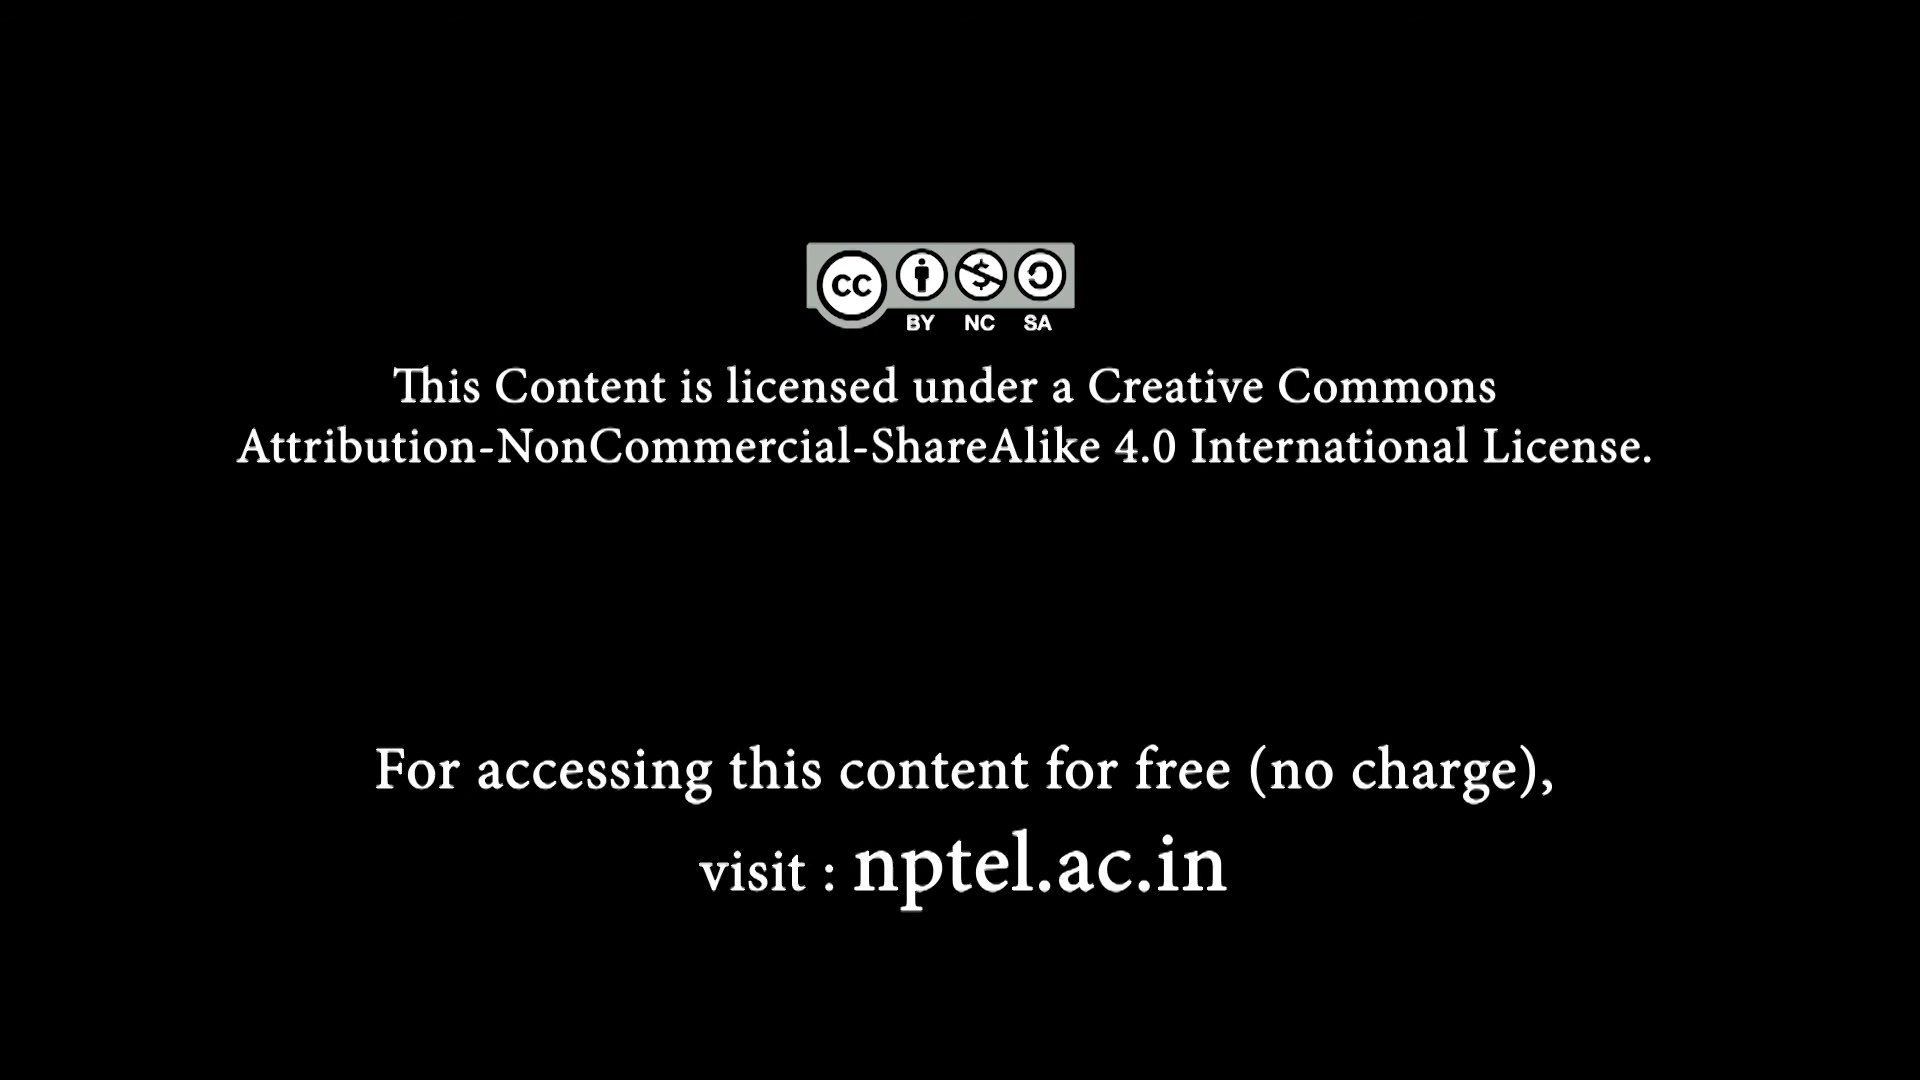 cc
BY NC SA
This Content is licensed under a Creative Commons
Attribution-NonCommercial-ShareAlike 4.0 International License.
For accessing this content for free (no charge),
visit : nptel.ac.in